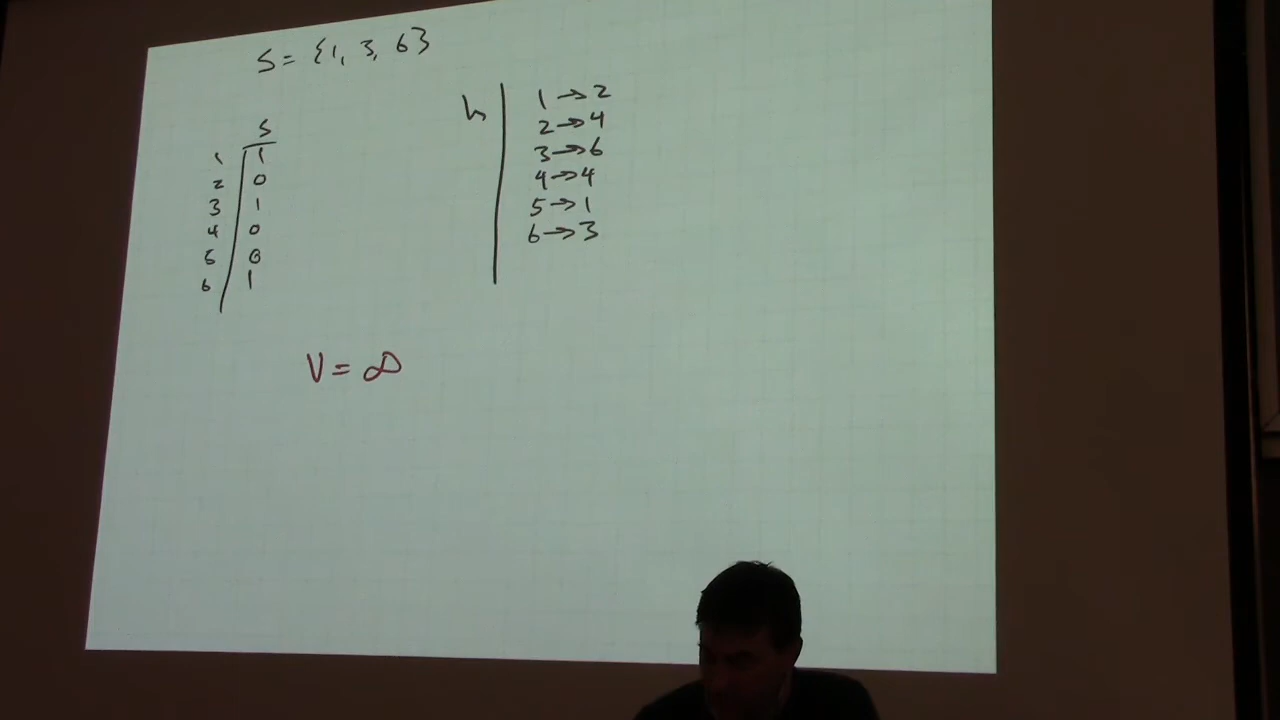 S = {1, 3, 6}
S
1 | 1
2 | 0
3 | 1
4 | 0
5 | 0
6 | 1
h
1 → 2
2 → 4
3 → 6
4 → 4
5 → 1
6 → 3
V = ∞